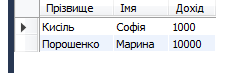 Прізвище Імя Дохід
Кисіль Софія 1000
Порошенко Марина 10000